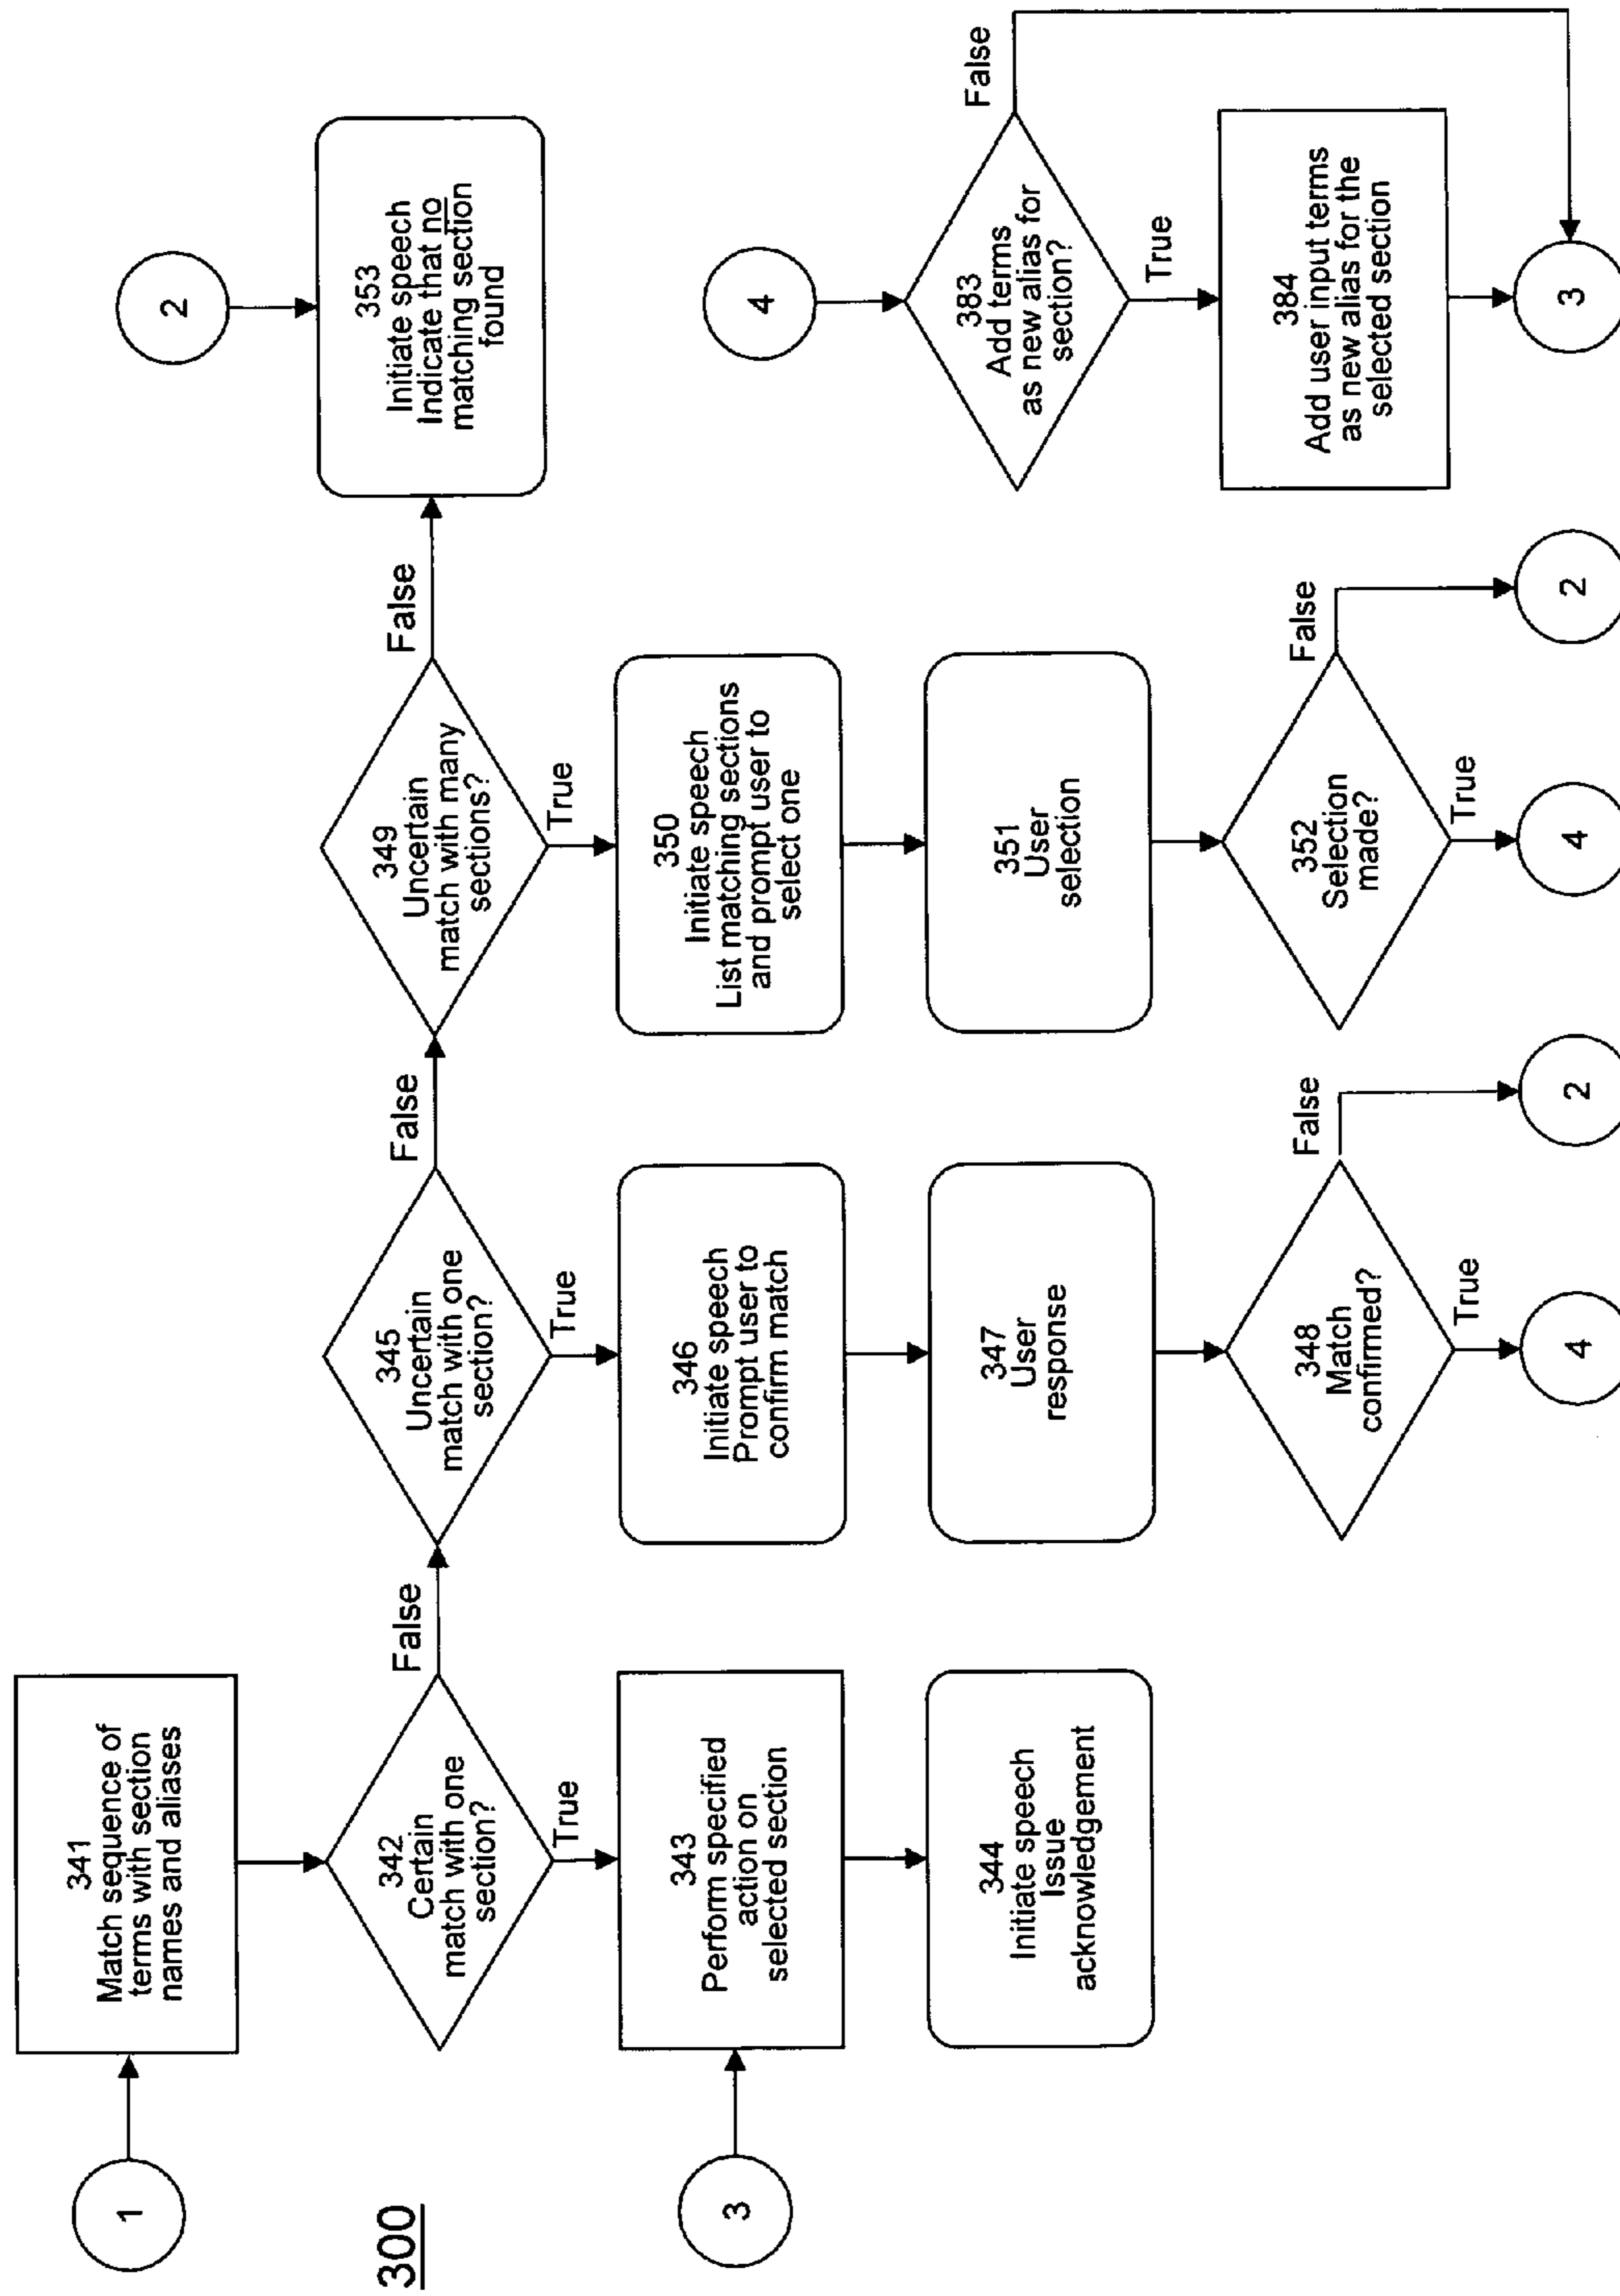 300
1
341
Match sequence of
terms with section
names and aliases
342
Certain
match with one
section?
False
True
3
343
Perform specified
action on
selected section
344
Initiate speech
Issue
acknowledgement
345
Uncertain
match with one
section?
False
True
346
Initiate speech
Prompt user to
confirm match
347
User
response
348
Match
confirmed?
False
True
4
2
349
Uncertain
match with many
sections?
False
True
350
Initiate speech
List matching sections
and prompt user to
select one
351
User
selection
352
Selection
made?
False
True
4
2
2
353
Initiate speech
Indicate that no
matching section
found
4
383
Add terms
as new alias for
section?
False
True
384
Add user input terms
as new alias for the
selected section
3